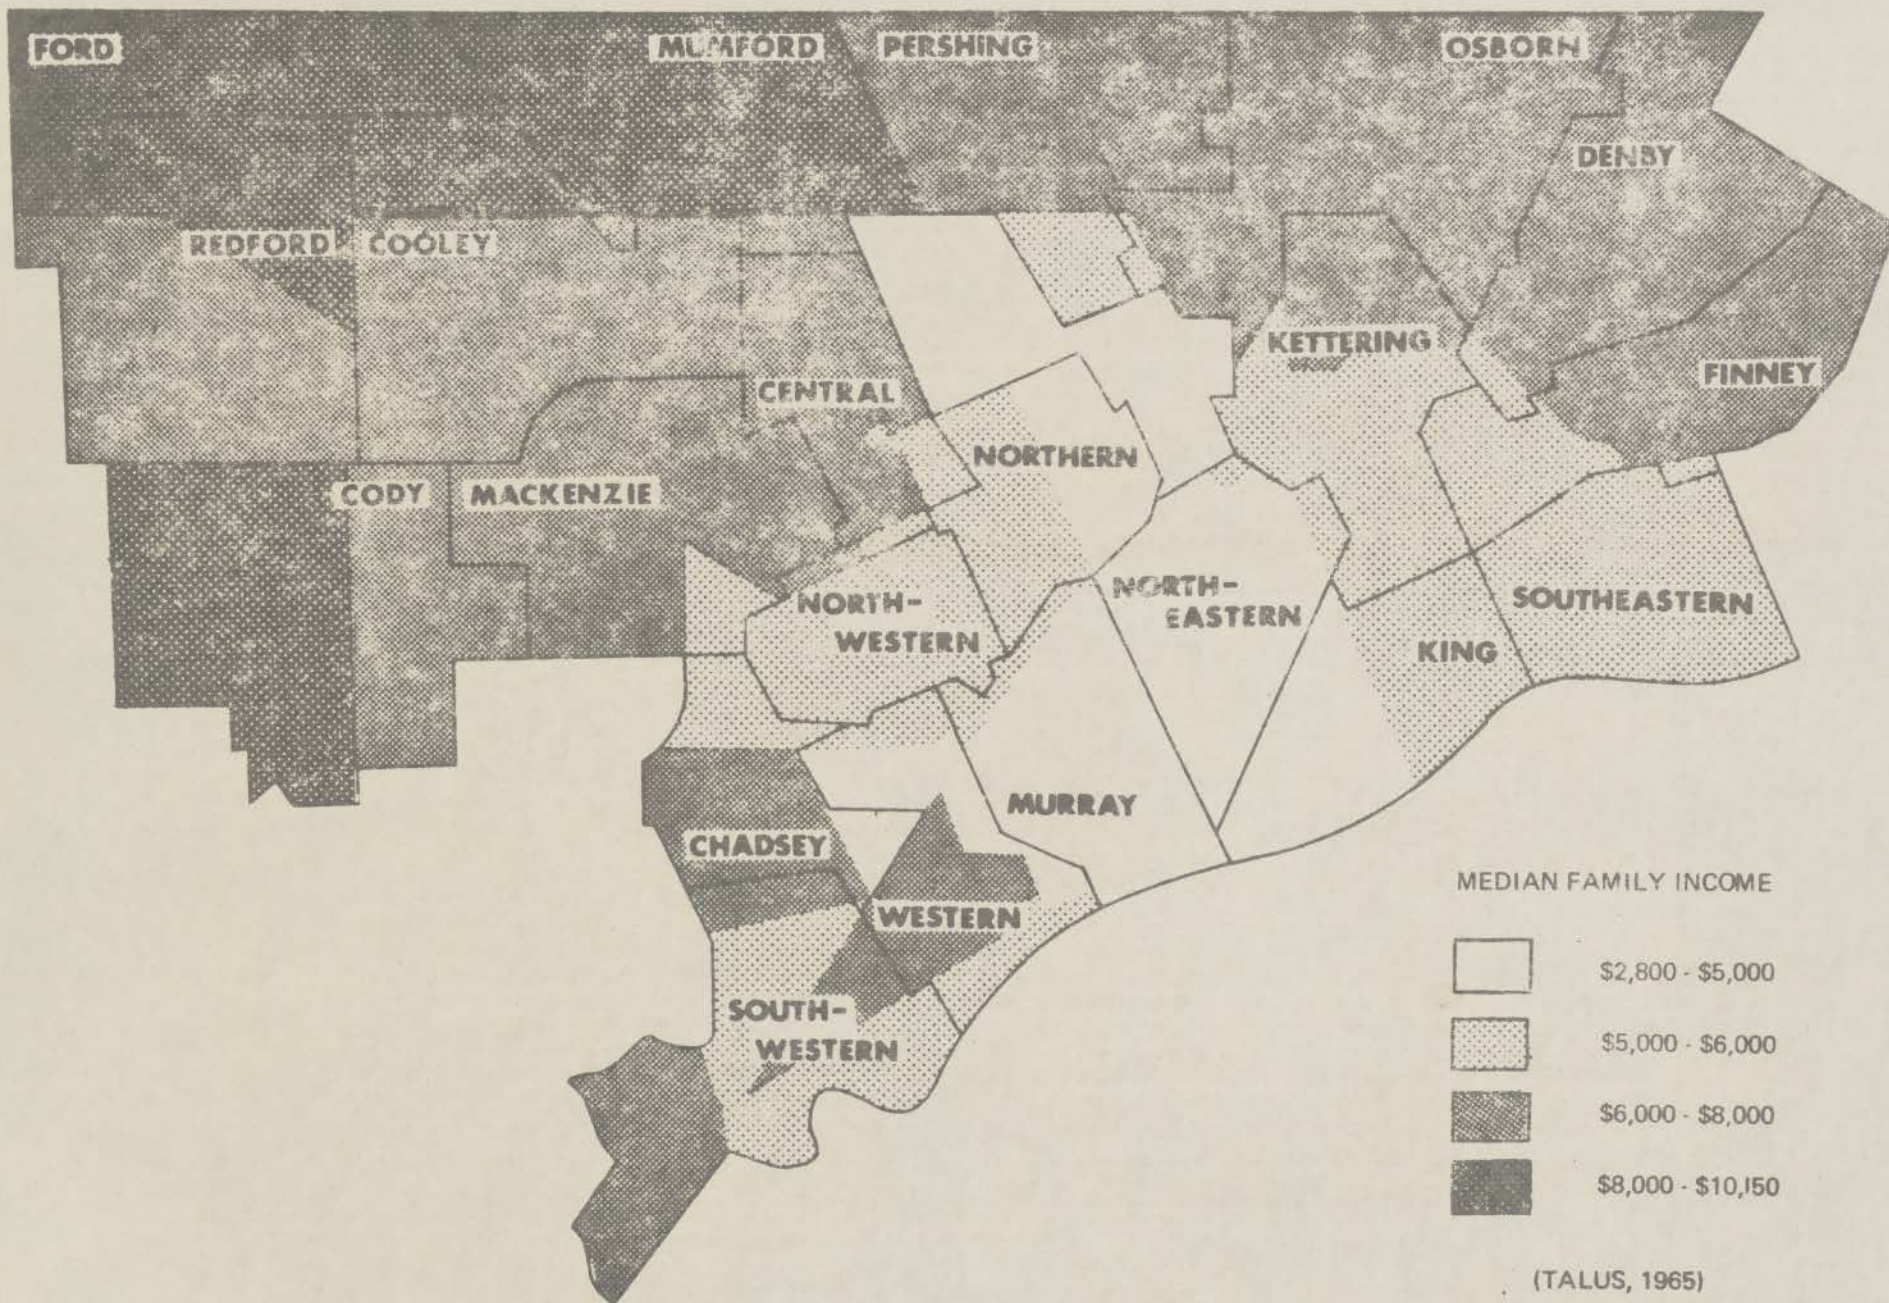 FORD
MUMFORD
PERSHING
OSBORN
DENBY
REDFORD
COOLEY
KETTERING
FINNEY
CENTRAL
NORTHERN
CODY
MACKENZIE
NORTH-
WESTERN
NORTH-
EASTERN
SOUTHEASTERN
KING
MURRAY
CHADSEY
WESTERN
SOUTH-
WESTERN
MEDIAN FAMILY INCOME
$2,800 - $5,000
$5,000 - $6,000
$6,000 - $8,000
$8,000 - $10,150
(TALUS, 1965)